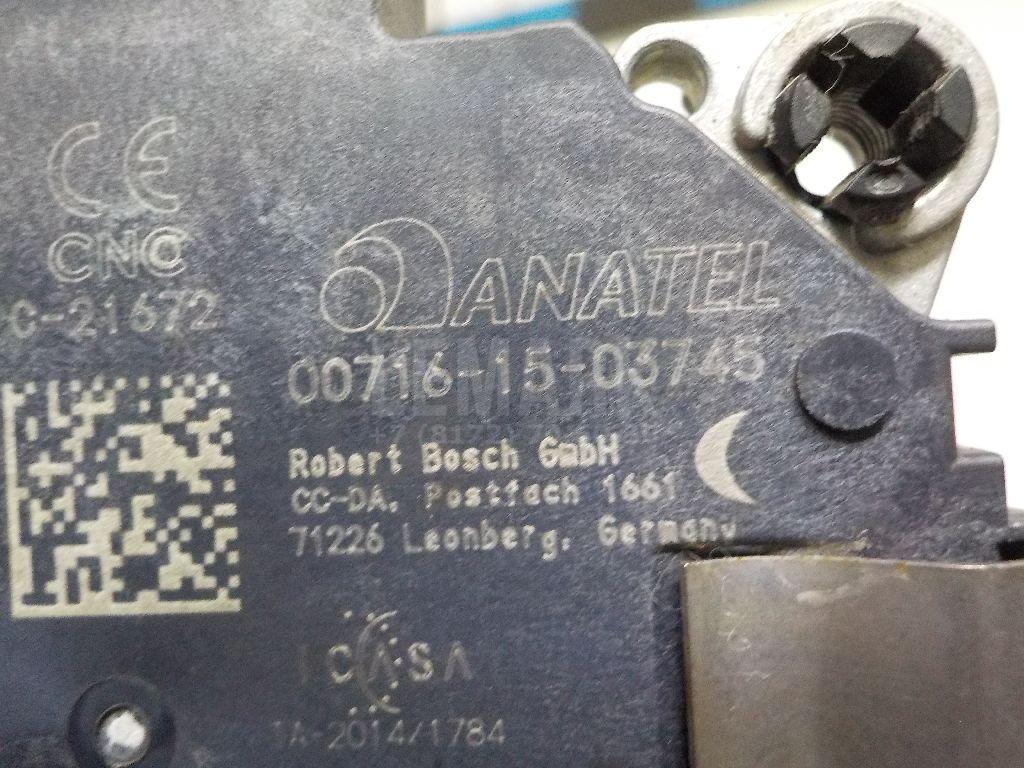 CE
CNC
C-21672
ANATEL
00716-15-03745
Robert Bosch GmbH
CC-DA, Postfach 1661
71226 Leonberg, Germany
ICASA
TA-2014/1784